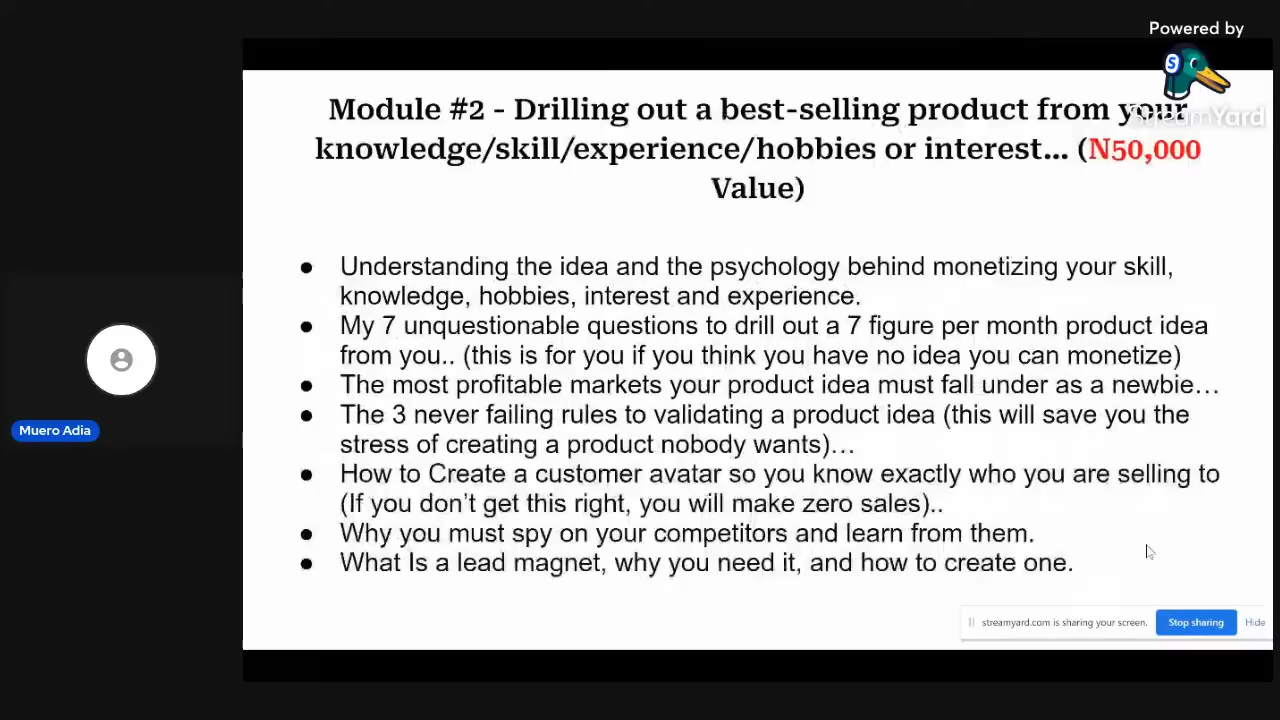 Powered by
StreamYard
Module #2 - Drilling out a best-selling product from your
knowledge/skill/experience/hobbies or interest... (N50,000
Value)
● Understanding the idea and the psychology behind monetizing your skill,
knowledge, hobbies, interest and experience.
● My 7 unquestionable questions to drill out a 7 figure per month product idea
from you.. (this is for you if you think you have no idea you can monetize)
● The most profitable markets your product idea must fall under as a newbie…
● The 3 never failing rules to validating a product idea (this will save you the
stress of creating a product nobody wants)…
● How to Create a customer avatar so you know exactly who you are selling to
(If you don’t get this right, you will make zero sales)..
● Why you must spy on your competitors and learn from them.
● What Is a lead magnet, why you need it, and how to create one.
Muero Adia
streamyard.com is sharing your screen.
Stop sharing
Hide